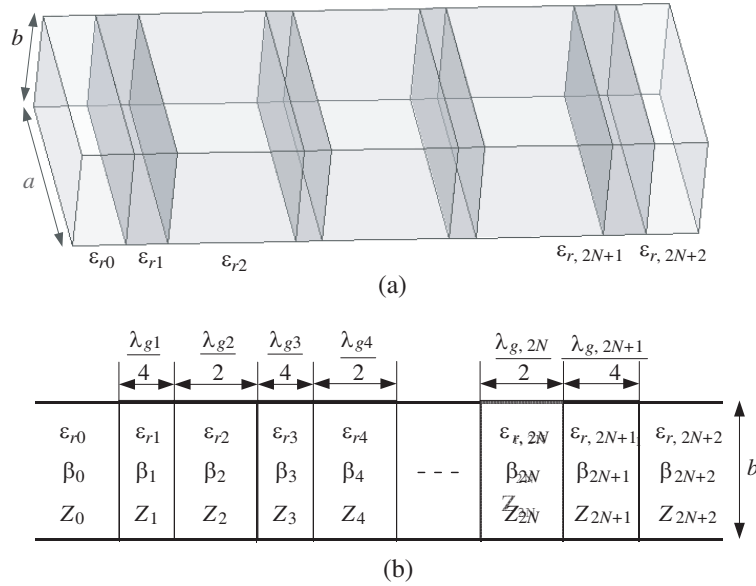 b
a
εr0 εr1 εr2 εr, 2N+1 εr, 2N+2
(a)
λg1 λg2 λg3 λg4 λg, 2N λg, 2N+1
4 2 4 2 2 4
εr0 εr1 εr2 εr3 εr4 εr, 2N εr, 2N+1 εr, 2N+2
β0 β1 β2 β3 β4 - - - β2N β2N+1 β2N+2 b
Z0 Z1 Z2 Z3 Z4 Z2N Z2N+1 Z2N+2
(b)